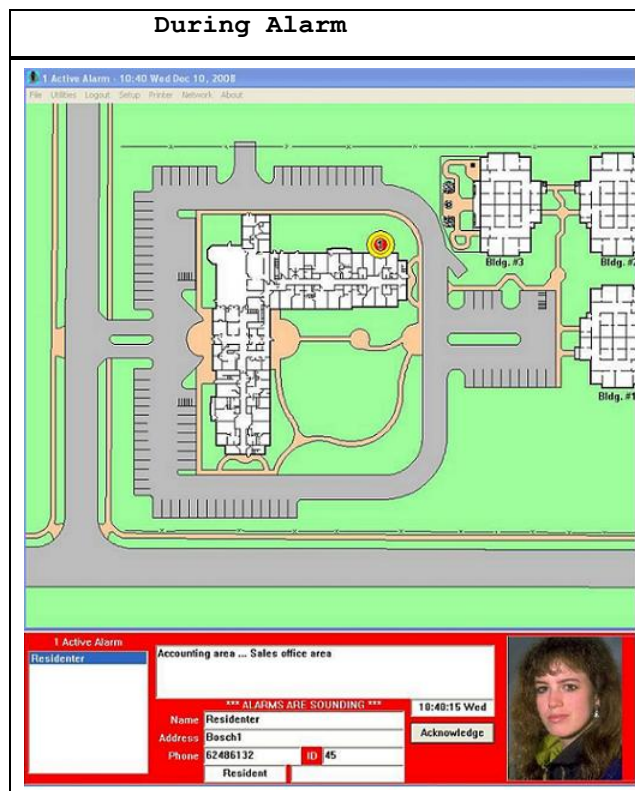 During Alarm
1 Active Alarm - 10:40 Wed Dec 10, 2008
File Utilities Logout Setup Printer Network About
Bldg. #3
Bldg. #
Bldg. #1
1 Active Alarm
Residenter
Accounting area ... Sales office area
*** ALARMS ARE SOUNDING ***
10:40:15 Wed
Name Residenter
Address Bosch1
Acknowledge
Phone 62486132 ID 45
Resident